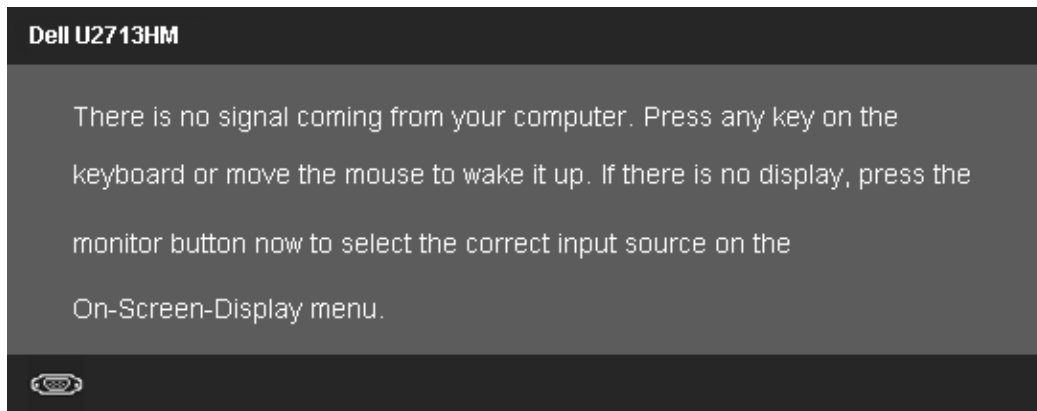 Dell U2713HM
There is no signal coming from your computer. Press any key on the
keyboard or move the mouse to wake it up. If there is no display, press the
monitor button now to select the correct input source on the
On-Screen-Display menu.